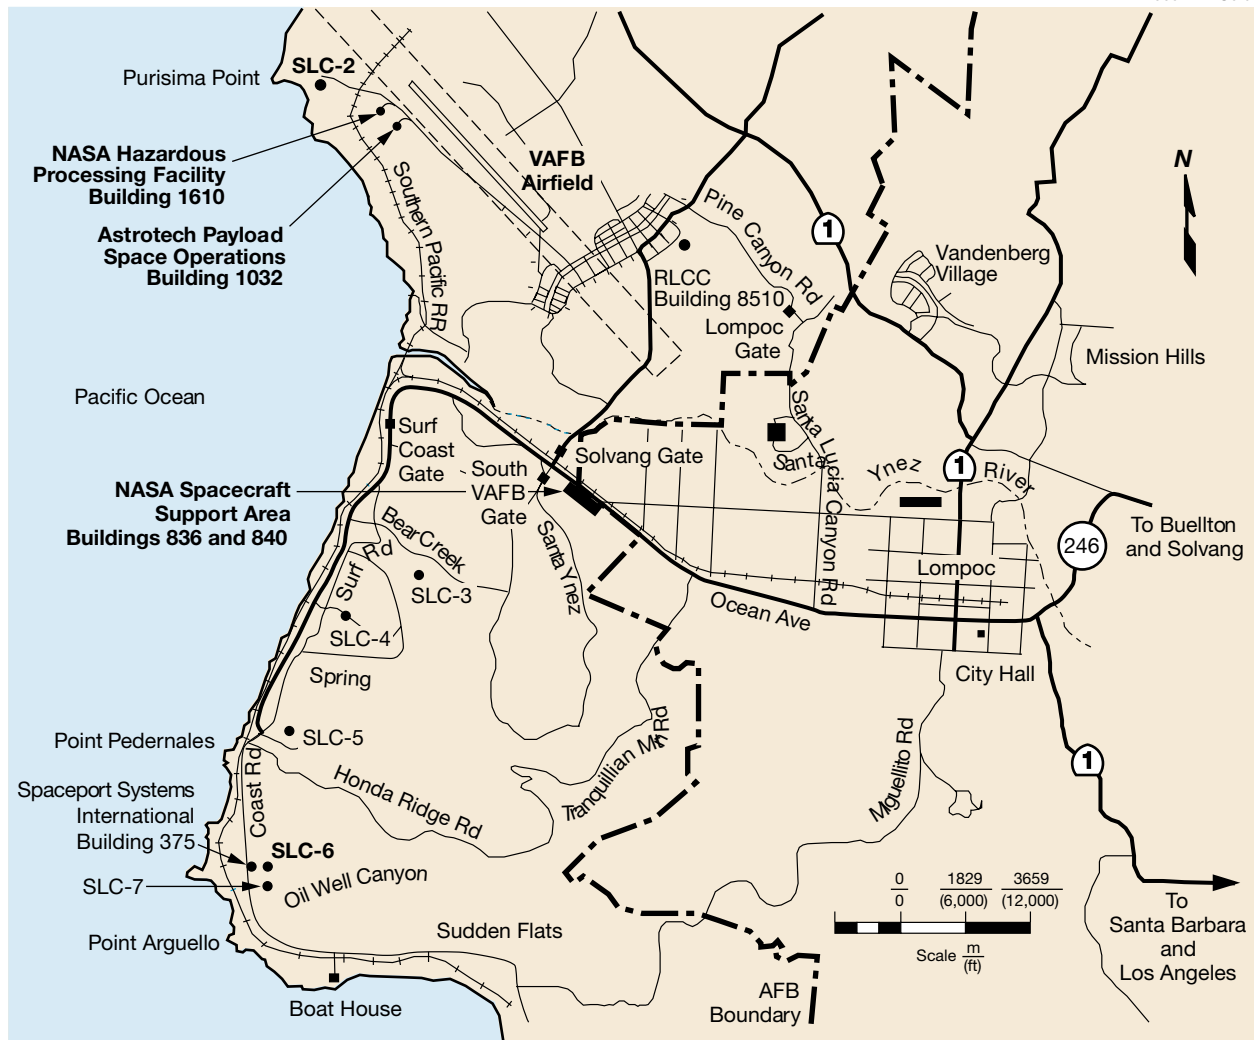 Purisima Point
SLC-2
N
NASA Hazardous
Processing Facility
Building 1610
VAFB
Airfield
Southern Pacific RR
Pine Canyon Rd
1
Astrotech Payload
Space Operations
Building 1032
Vandenberg
Village
RLCC
Building 8510
Lompoc
Gate
Mission Hills
Pacific Ocean
Surf
Coast
Gate
Santa Lucia Canyon Rd
Solvang Gate
Santa Ynez River
1
South
VAFB
Gate
NASA Spacecraft
Support Area
Buildings 836 and 840
Bear Creek
Santa Ynez
To Buellton
and Solvang
246
Lompoc
Surf Rd
SLC-3
SLC-4
Ocean Ave
Spring
City Hall
SLC-5
Point Pedernales
Tranquillian Mtn Rd
Miguelito Rd
1
Coast Rd
Honda Ridge Rd
Spaceport Systems
International
Building 375
SLC-6
SLC-7
Oil Well Canyon
0 1829 3659
0 (6,000) (12,000)
Scale m
(ft)
To
Santa Barbara
and
Los Angeles
Point Arguello
Sudden Flats
AFB
Boundary
Boat House